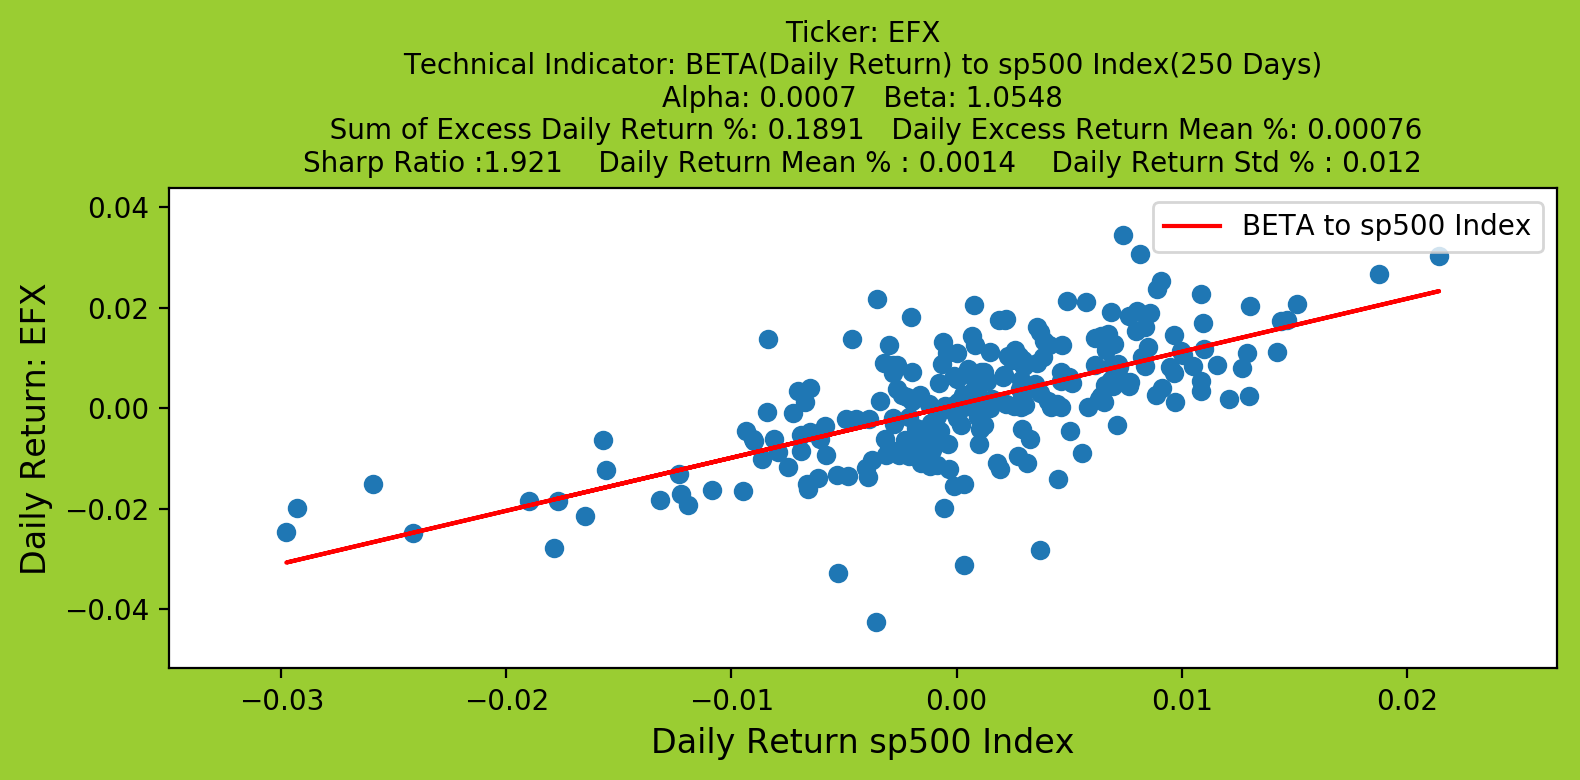 Ticker: EFX
Technical Indicator: BETA(Daily Return) to sp500 Index(250 Days)
Alpha: 0.0007   Beta: 1.0548
Sum of Excess Daily Return %: 0.1891   Daily Excess Return Mean %: 0.00076
Sharp Ratio :1.921    Daily Return Mean % : 0.0014    Daily Return Std % : 0.012
BETA to sp500 Index
Daily Return: EFX
0.04
0.02
0.00
−0.02
−0.04
−0.03
−0.02
−0.01
0.00
0.01
0.02
Daily Return sp500 Index